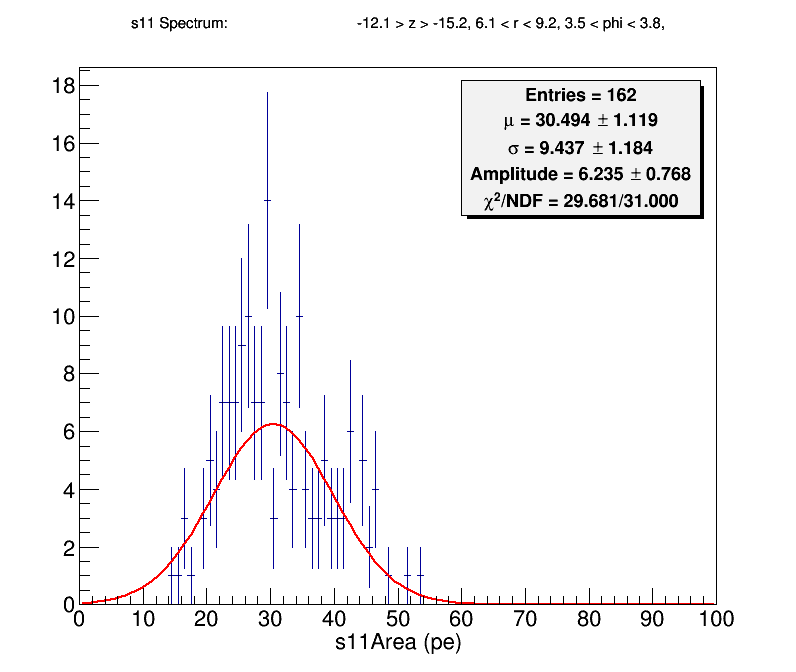 s11 Spectrum: -12.1 > z > -15.2, 6.1 < r < 9.2, 3.5 < phi < 3.8,
Entries = 162
μ = 30.494 ± 1.119
σ = 9.437 ± 1.184
Amplitude = 6.235 ± 0.768
χ²/NDF = 29.681/31.000
18
16
14
12
10
8
6
4
2
0
0 10 20 30 40 50 60 70 80 90 100
s11Area (pe)